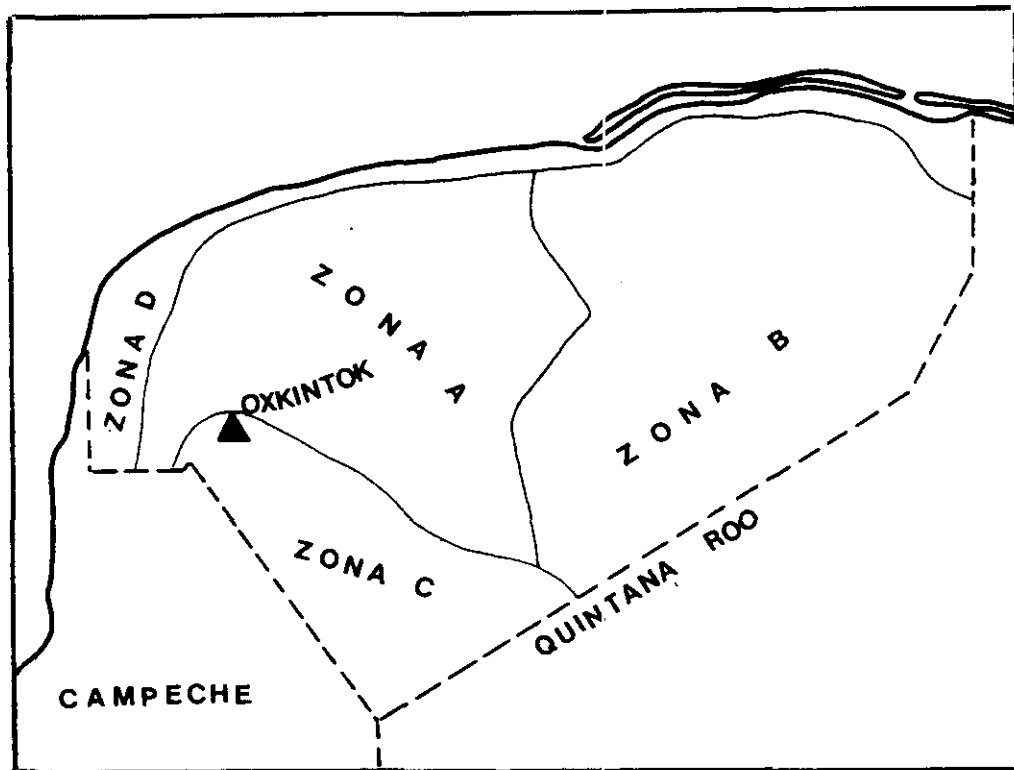 ZONA A
ZONA D
ZONA B
OXKINTOK
ZONA C
QUINTANA ROO
CAMPECHE